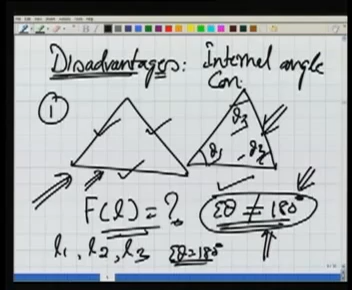 Disadvantages: Internal angle
Con.
①
θ1 θ2 θ3
F(l) = ?
Σθ ≠ 180°
l1, l2, l3 Σθ=180°